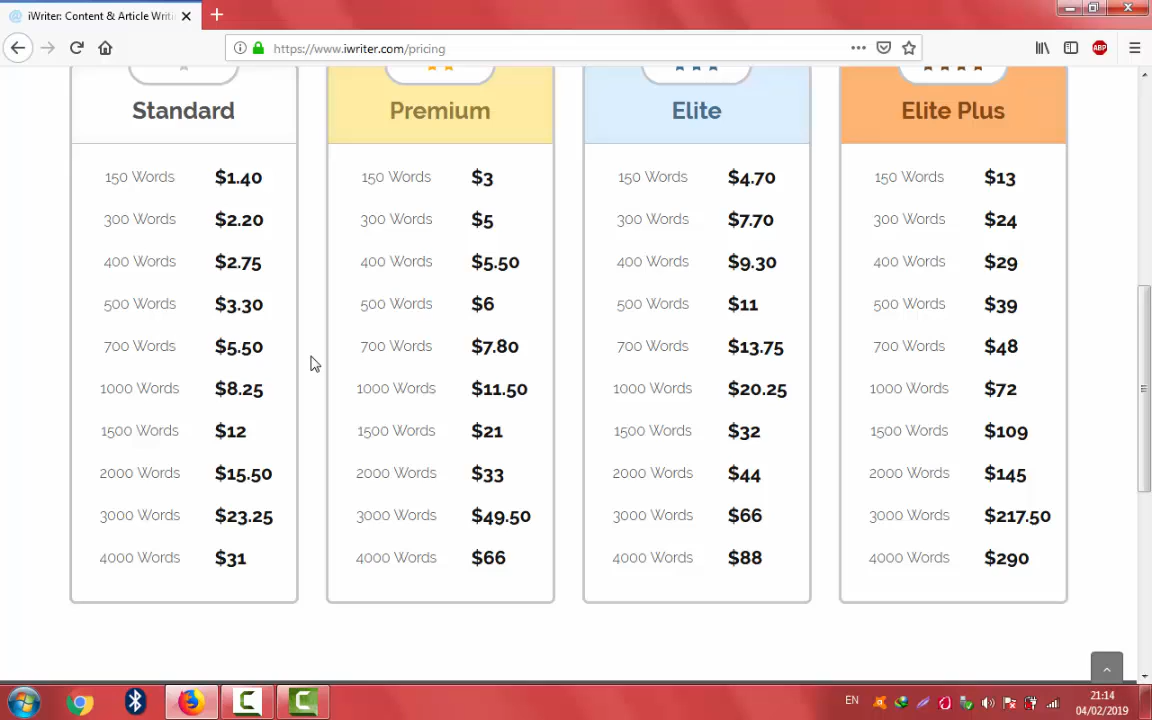 iWriter: Content & Article Writi
https://www.iwriter.com/pricing
ABP
Standard
150 Words $1.40
300 Words $2.20
400 Words $2.75
500 Words $3.30
700 Words $5.50
1000 Words $8.25
1500 Words $12
2000 Words $15.50
3000 Words $23.25
4000 Words $31
Premium
150 Words $3
300 Words $5
400 Words $5.50
500 Words $6
700 Words $7.80
1000 Words $11.50
1500 Words $21
2000 Words $33
3000 Words $49.50
4000 Words $66
Elite
150 Words $4.70
300 Words $7.70
400 Words $9.30
500 Words $11
700 Words $13.75
1000 Words $20.25
1500 Words $32
2000 Words $44
3000 Words $66
4000 Words $88
Elite Plus
150 Words $13
300 Words $24
400 Words $29
500 Words $39
700 Words $48
1000 Words $72
1500 Words $109
2000 Words $145
3000 Words $217.50
4000 Words $290
EN
21:14
04/02/2019